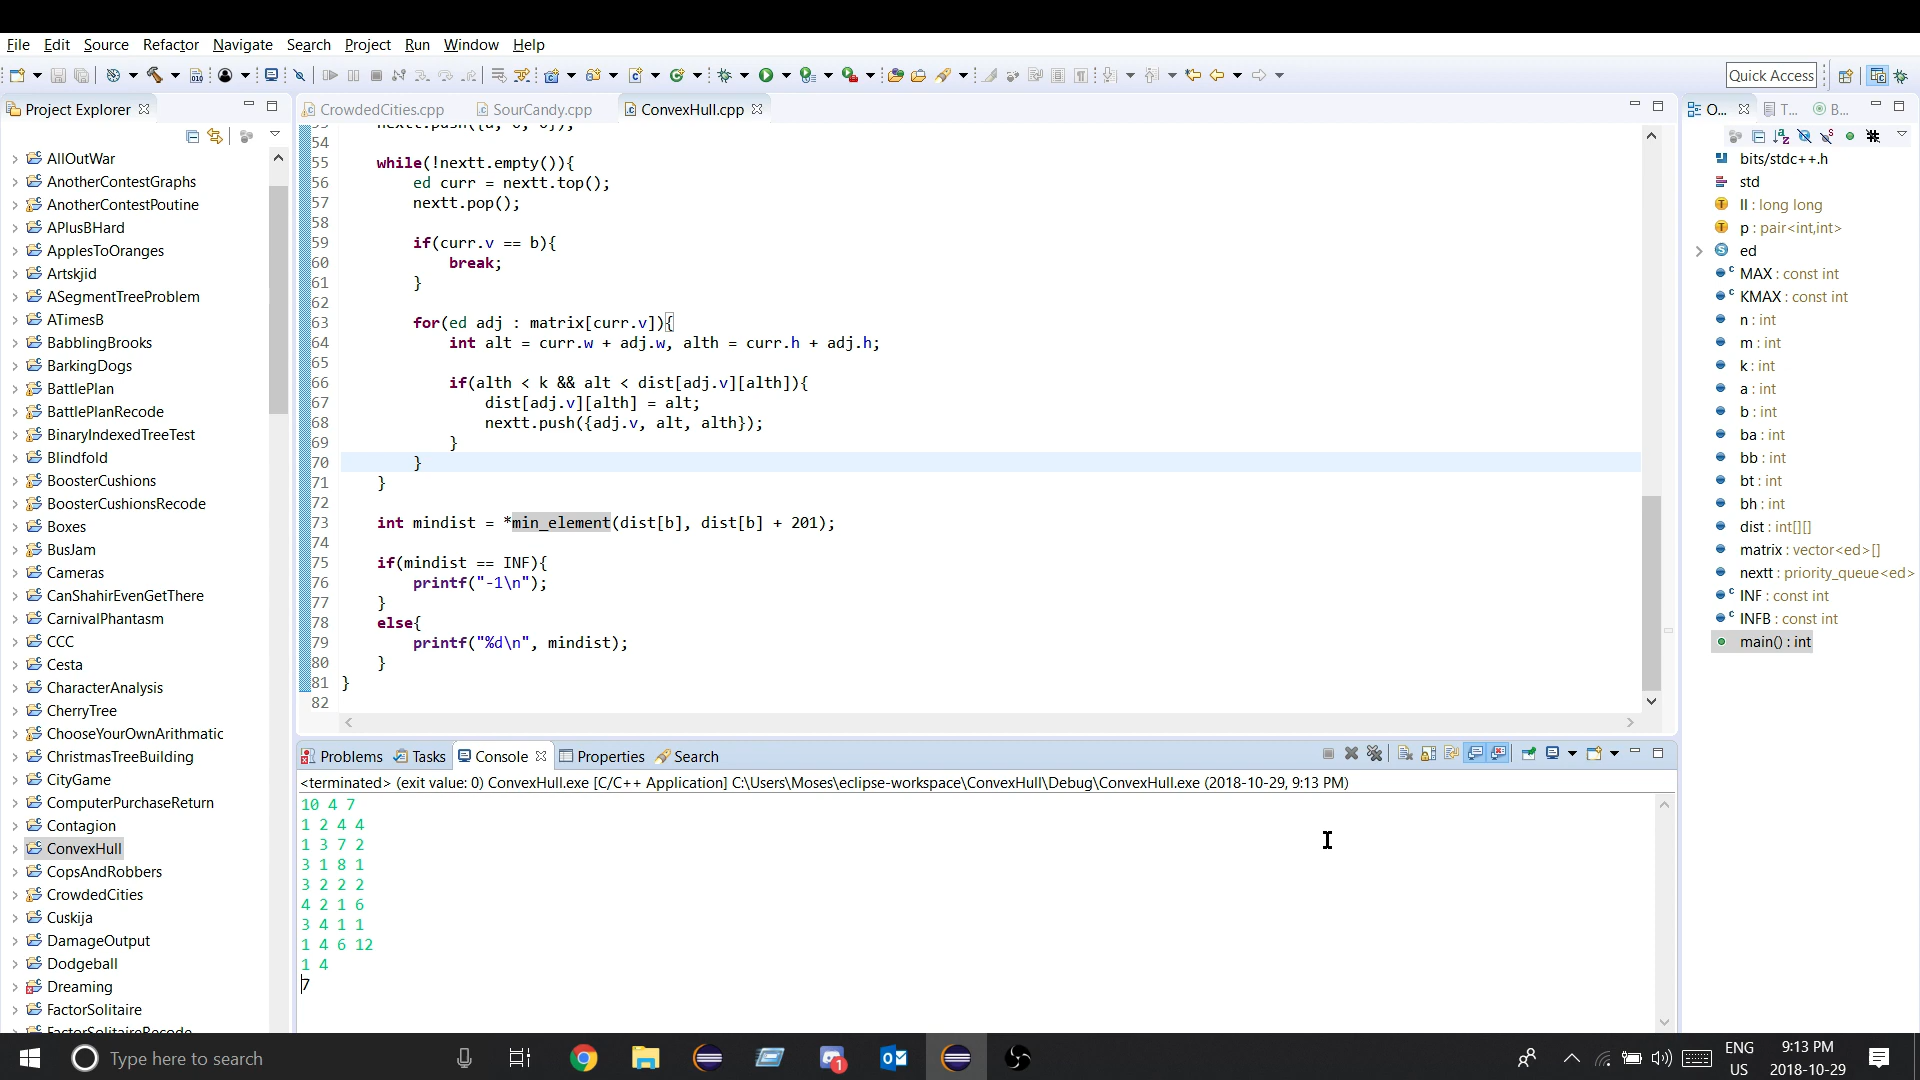 File Edit Source Refactor Navigate Search Project Run Window Help
Quick Access
Project Explorer
CrowdedCities.cpp SourCandy.cpp ConvexHull.cpp
O... T... B...
AllOutWar
AnotherContestGraphs
AnotherContestPoutine
APlusBHard
ApplesToOranges
Artskjid
ASegmentTreeProblem
ATimesB
BabblingBrooks
BarkingDogs
BattlePlan
BattlePlanRecode
BinaryIndexedTreeTest
Blindfold
BoosterCushions
BoosterCushionsRecode
Boxes
BusJam
Cameras
CanShahirEvenGetThere
CarnivalPhantasm
CCC
Cesta
CharacterAnalysis
CherryTree
ChooseYourOwnArithmatic
ChristmasTreeBuilding
CityGame
ComputerPurchaseReturn
Contagion
ConvexHull
CopsAndRobbers
CrowdedCities
Cuskija
DamageOutput
Dodgeball
Dreaming
FactorSolitaire
FactorSolitaireRecode
54
55 while(!nextt.empty()){
56 ed curr = nextt.top();
57 nextt.pop();
58
59 if(curr.v == b){
60 break;
61 }
62
63 for(ed adj : matrix[curr.v]){
64 int alt = curr.w + adj.w, alth = curr.h + adj.h;
65
66 if(alth < k && alt < dist[adj.v][alth]){
67 dist[adj.v][alth] = alt;
68 nextt.push({adj.v, alt, alth});
69 }
70 }
71 }
72
73 int mindist = *min_element(dist[b], dist[b] + 201);
74
75 if(mindist == INF){
76 printf("-1\n");
77 }
78 else{
79 printf("%d\n", mindist);
80 }
81 }
82
bits/stdc++.h
std
ll : long long
p : pair<int,int>
ed
MAX : const int
KMAX : const int
n : int
m : int
k : int
a : int
b : int
ba : int
bb : int
bt : int
bh : int
dist : int[][]
matrix : vector<ed>[]
nextt : priority_queue<ed>
INF : const int
INFB : const int
main() : int
Problems Tasks Console Properties Search
<terminated> (exit value: 0) ConvexHull.exe [C/C++ Application] C:\Users\Moses\eclipse-workspace\ConvexHull\Debug\ConvexHull.exe (2018-10-29, 9:13 PM)
10 4 7
1 2 4 4
1 3 7 2
3 1 8 1
3 2 2 2
4 2 1 6
3 4 1 1
1 4 6 12
1 4
7
Type here to search
1
ENG
US
9:13 PM
2018-10-29